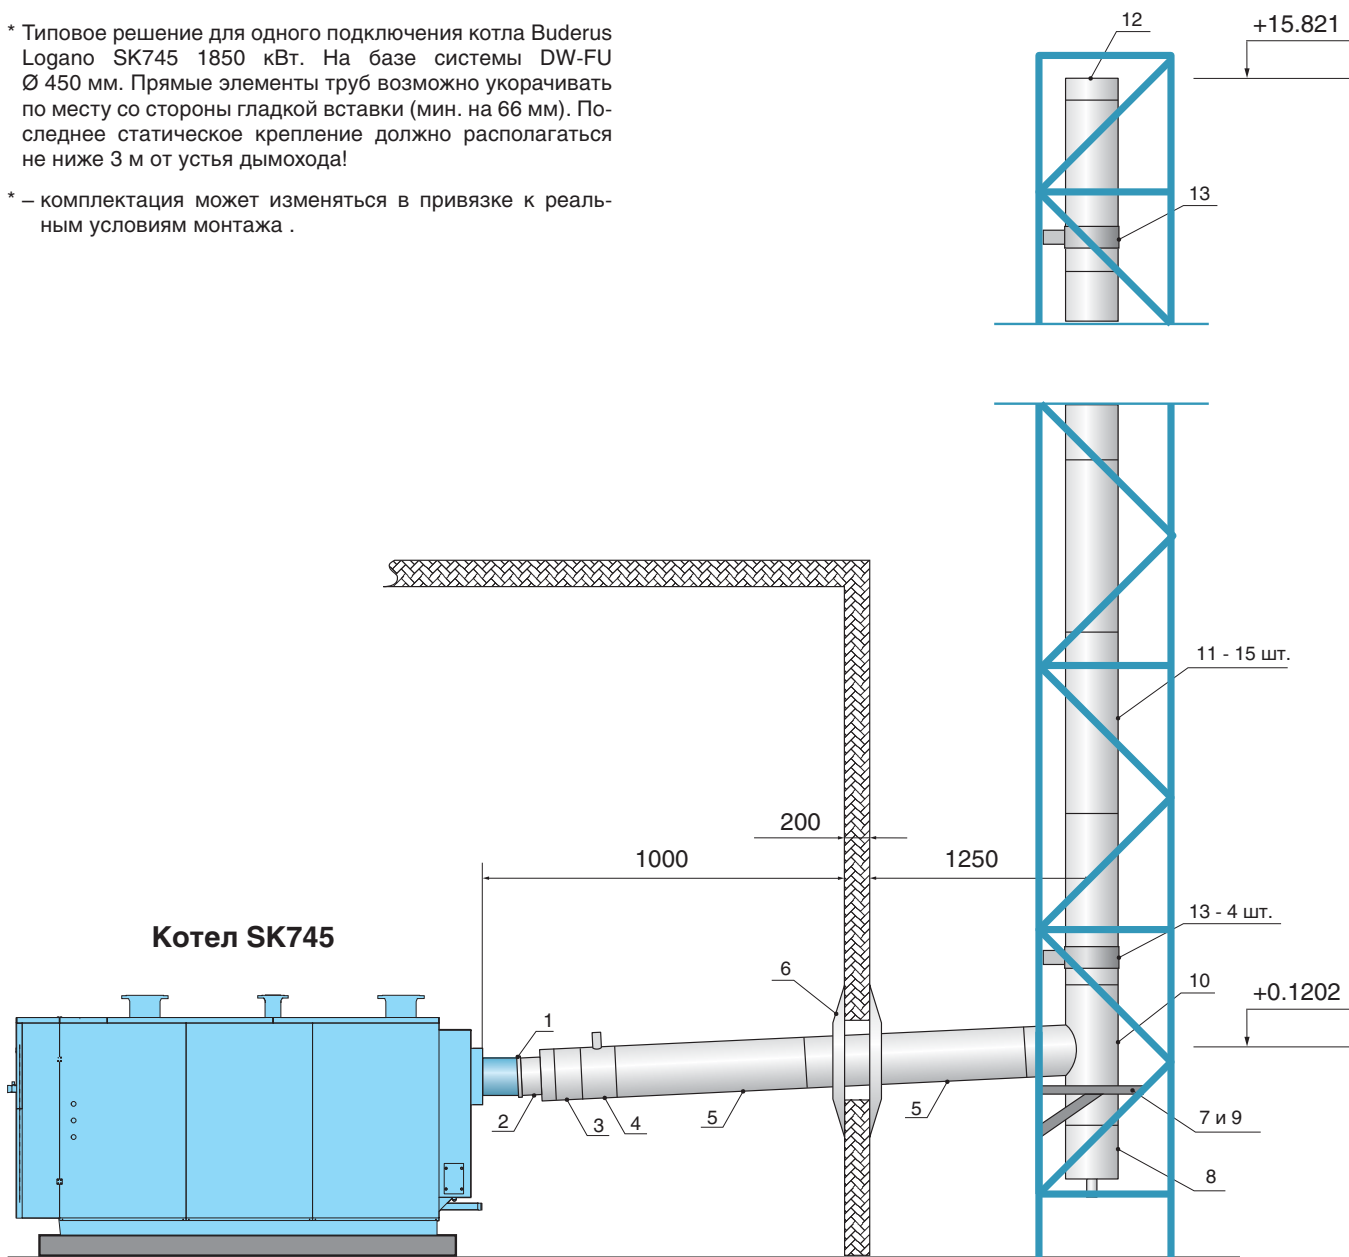 * Типовое решение для одного подключения котла Buderus
Logano SK745 1850 кВт. На базе системы DW-FU
Ø 450 мм. Прямые элементы труб возможно укорачивать
по месту со стороны гладкой вставки (мин. на 66 мм). По-
следнее статическое крепление должно располагаться
не ниже 3 м от устья дымохода!
* – комплектация может изменяться в привязке к реаль-
ным условиям монтажа .
12
+15.821
13
11 - 15 шт.
200
1000
1250
13 - 4 шт.
Котел SK745
6
10
+0.1202
1
2
3
4
5
5
7 и 9
8